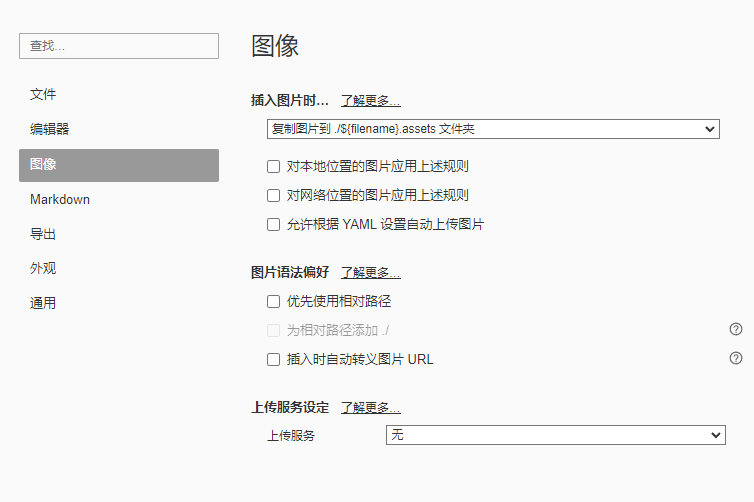 查找...
文件
编辑器
图像
Markdown
导出
外观
通用
图像
插入图片时... 了解更多...
复制图片到 ./${filename}.assets 文件夹
对本地位置的图片应用上述规则
对网络位置的图片应用上述规则
允许根据 YAML 设置自动上传图片
图片语法偏好 了解更多...
优先使用相对路径
为相对路径添加 ./
?
插入时自动转义图片 URL
?
上传服务设定 了解更多...
上传服务 无